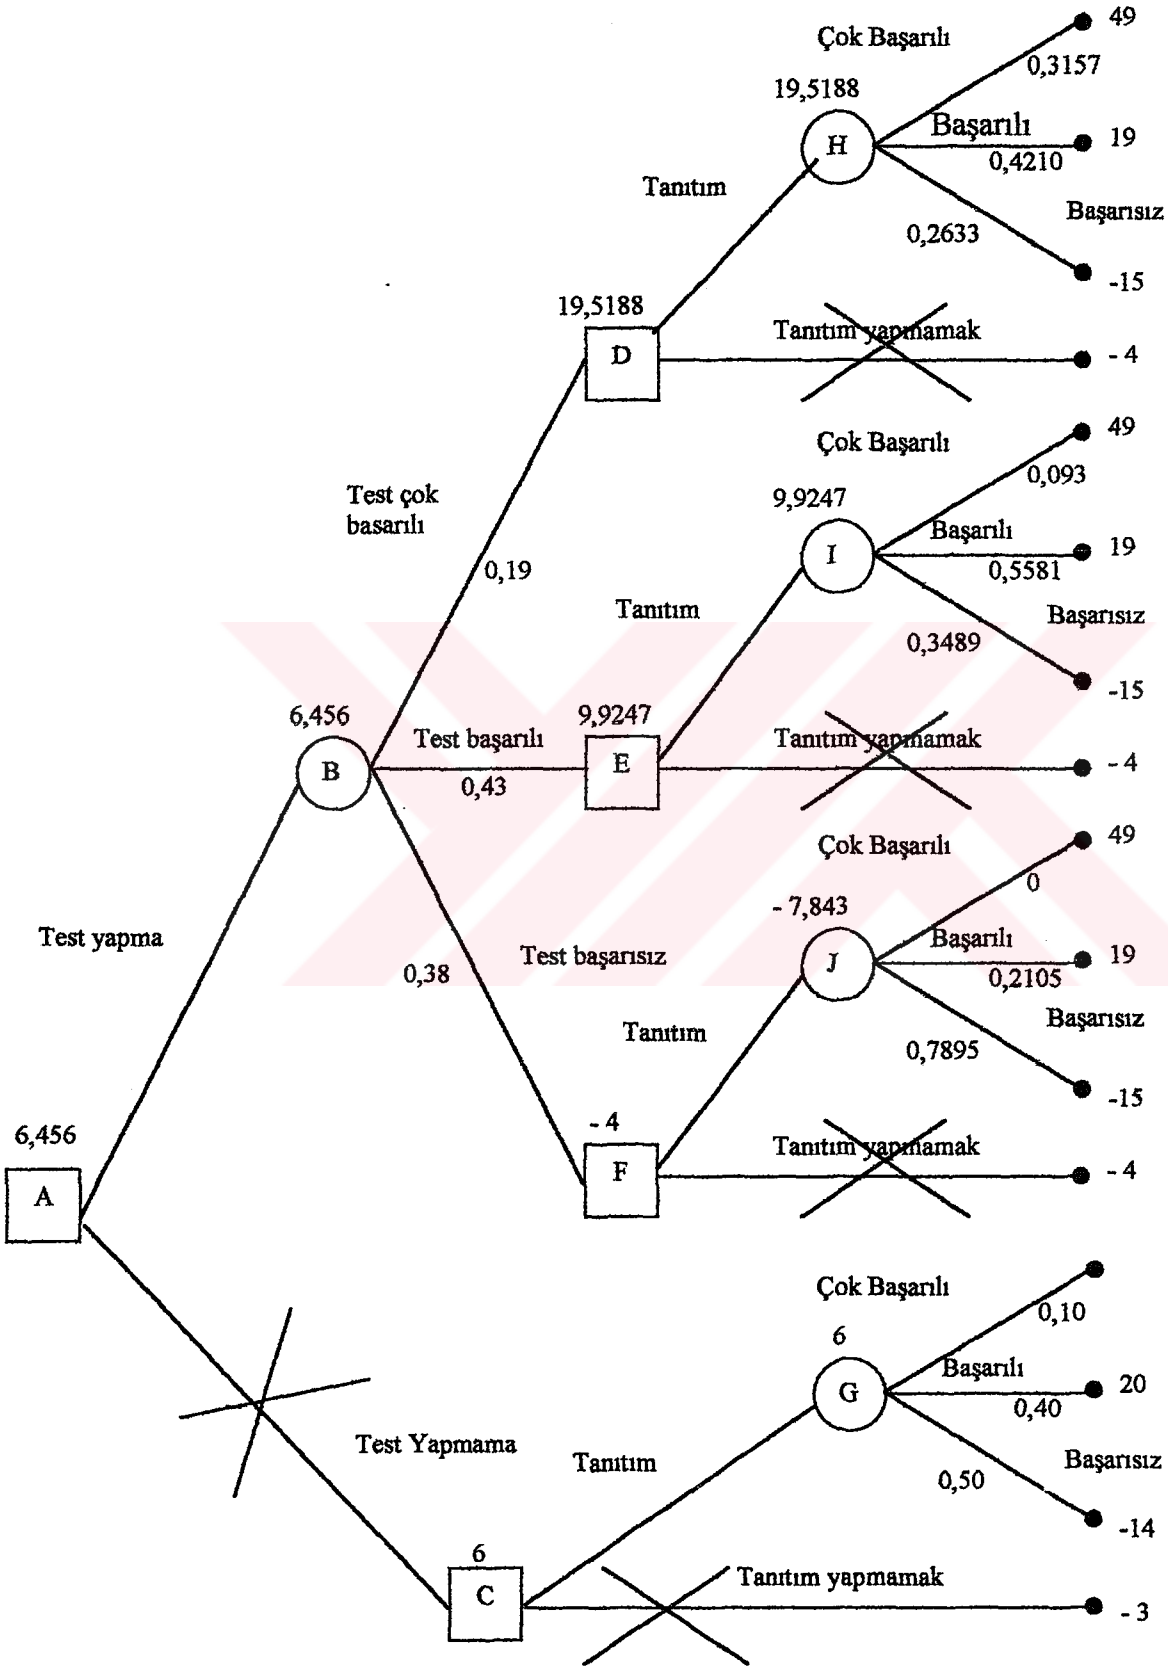 Çok Başarılı
49
0,3157
19,5188
H
Başarılı
19
0,4210
Tanıtım
Başarısız
0,2633
-15
19,5188
D
Tanıtım yapmamak
- 4
Çok Başarılı
49
0,093
9,9247
I
Başarılı
19
0,5581
Test çok
basarılı
0,19
Tanıtım
Başarısız
0,3489
-15
6,456
B
Test başarılı
0,43
9,9247
E
Tanıtım yapmamak
- 4
Çok Başarılı
49
0
- 7,843
J
Başarılı
19
0,2105
Test yapma
0,38
Test başarısız
Tanıtım
Başarısız
0,7895
-15
6,456
A
- 4
F
Tanıtım yapmamak
- 4
Çok Başarılı
0,10
6
G
Başarılı
20
0,40
Test Yapmama
Tanıtım
Başarısız
0,50
-14
6
C
Tanıtım yapmamak
- 3